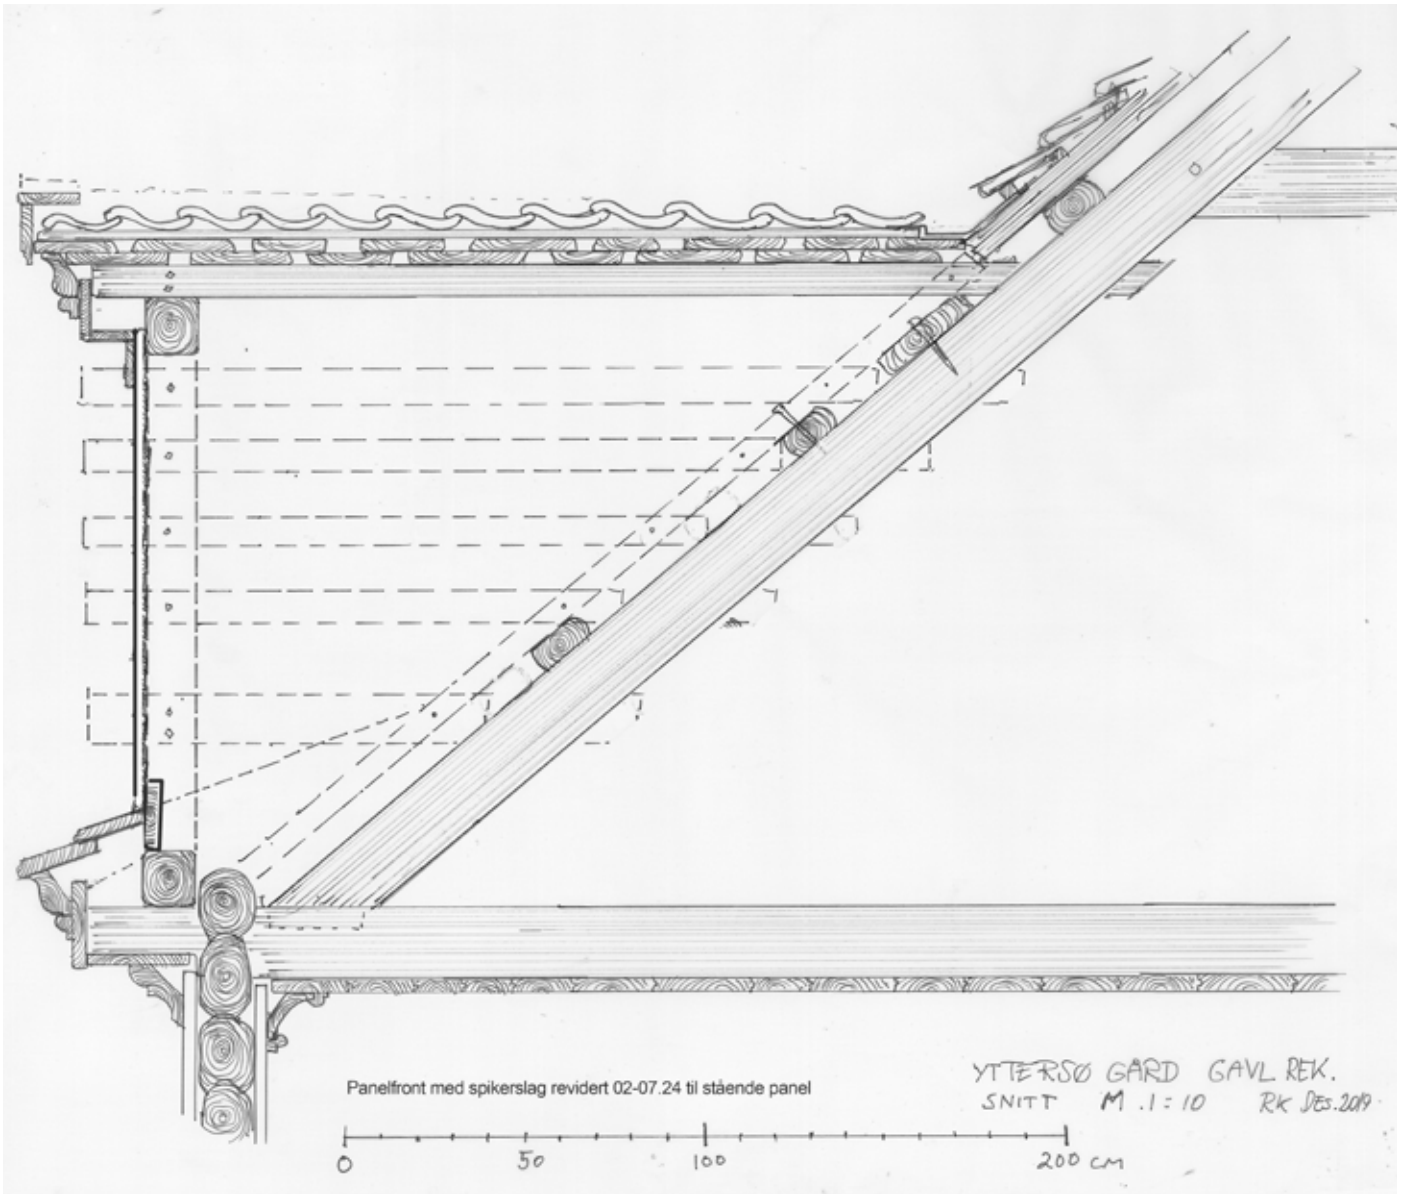 Panelfront med spikerslag revidert 02-07.24 til stående panel
YTTERSØ GÅRD GAVL REK.
SNITT M. 1:10 RK DES. 2019
0 50 100 200 cm